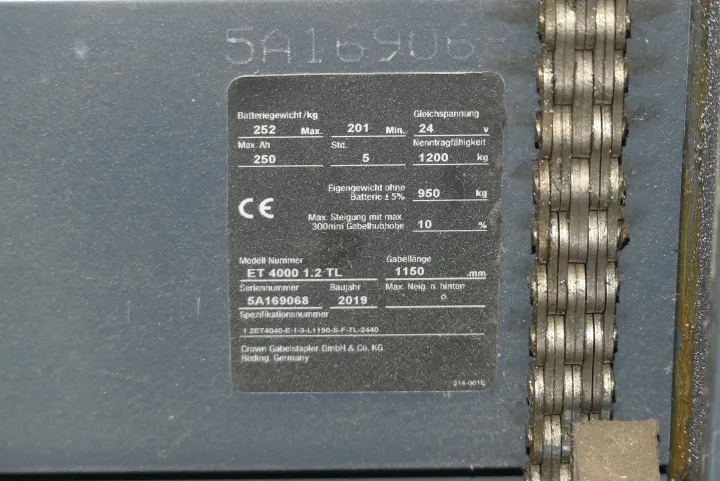 5A169068
Batteriegewicht/kg Gleichspannung
252 Max. 201 Min. 24 v
Max. Ah Std. Nenntragfähigkeit
250 5 1200 kg
Eigengewicht ohne
Batterie ± 5% 950 kg
CE
Max. Steigung mit max.
300mm Gabelhubhöhe 10 %
Modell Nummer Gabellänge
ET 4000 1.2 TL 1150 .mm
Seriennummer Baujahr Max. Neig. n. hinten
5A169068 2019 °
Spezifikationsnummer
1.2ET4040-E-1-3-L1150-S-F-TL-2440
Crown Gabelstapler GmbH & Co. KG
Roding, Germany
314-001E